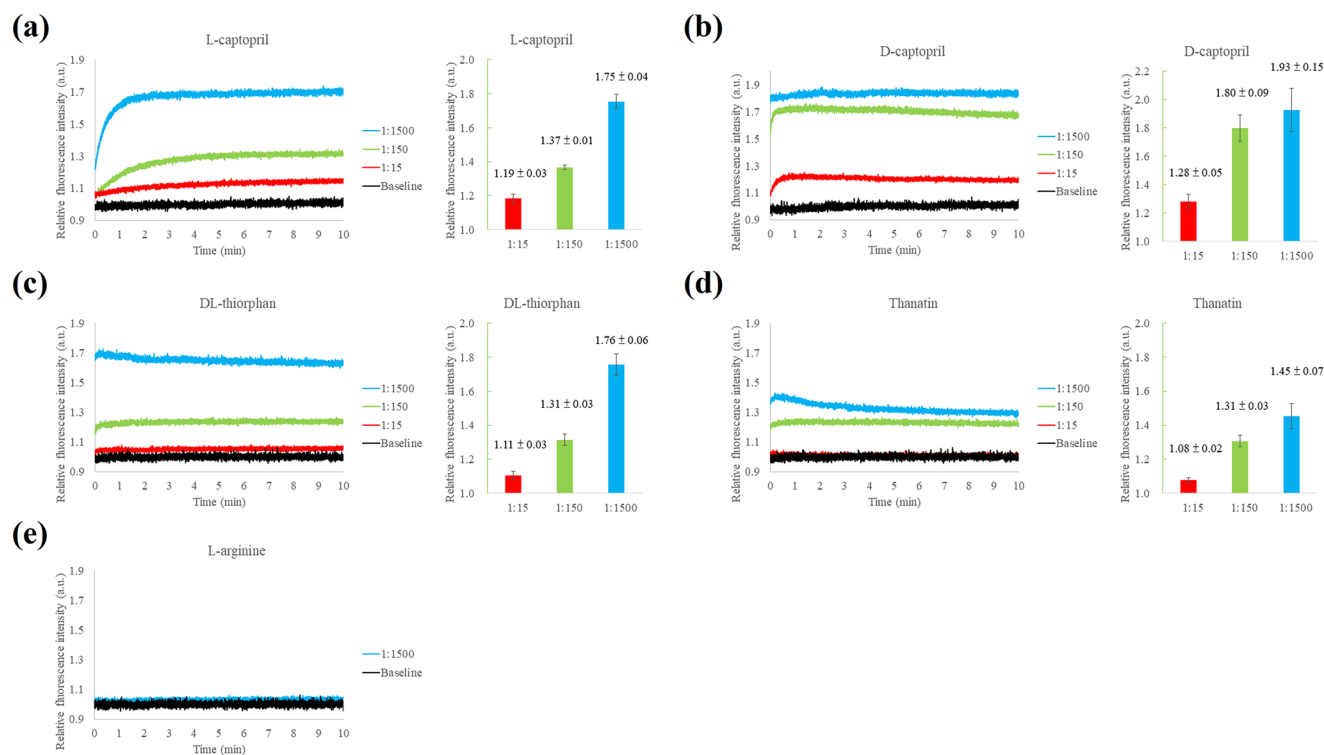 (a)
L-captopril
Relative fluorescence intensity (a.u.)
1.9
1.7
1.5
1.3
1.1
0.9
0 1 2 3 4 5 6 7 8 9 10
Time (min)
1:1500
1:150
1:15
Baseline
L-captopril
Relative fluorescence intensity (a.u.)
2.0
1.8
1.6
1.4
1.2
1.0
1.19 ± 0.03
1.37 ± 0.01
1.75 ± 0.04
1:15 1:150 1:1500
(b)
D-captopril
Relative fluorescence intensity (a.u.)
1.9
1.7
1.5
1.3
1.1
0.9
0 1 2 3 4 5 6 7 8 9 10
Time (min)
1:1500
1:150
1:15
Baseline
D-captopril
Relative fluorescence intensity (a.u.)
2.2
2.0
1.8
1.6
1.4
1.2
1.0
1.28 ± 0.05
1.80 ± 0.09
1.93 ± 0.15
1:15 1:150 1:1500
(c)
DL-thiorphan
Relative fluorescence intensity (a.u.)
1.9
1.7
1.5
1.3
1.1
0.9
0 1 2 3 4 5 6 7 8 9 10
Time (min)
1:1500
1:150
1:15
Baseline
DL-thiorphan
Relative fluorescence intensity (a.u.)
2.0
1.8
1.6
1.4
1.2
1.0
1.11 ± 0.03
1.31 ± 0.03
1.76 ± 0.06
1:15 1:150 1:1500
(d)
Thanatin
Relative fluorescence intensity (a.u.)
1.9
1.7
1.5
1.3
1.1
0.9
0 1 2 3 4 5 6 7 8 9 10
Time (min)
1:1500
1:150
1:15
Baseline
Thanatin
Relative fluorescence intensity (a.u.)
2.0
1.8
1.6
1.4
1.2
1.0
1.08 ± 0.02
1.31 ± 0.03
1.45 ± 0.07
1:15 1:150 1:1500
(e)
L-arginine
Relative fluorescence intensity (a.u.)
1.9
1.7
1.5
1.3
1.1
0.9
0 1 2 3 4 5 6 7 8 9 10
Time (min)
1:1500
Baseline